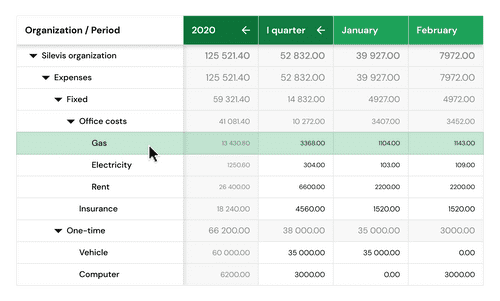 Organization / Period 2020 I quarter January February
Silevis organization 125 521.40 52 832.00 39 927.00 7972.00
Expenses 125 521.40 52 832.00 39 927.00 7972.00
Fixed 59 321.40 14 832.00 4927.00 4972.00
Office costs 41 081.40 10 272.00 3407.00 3452.00
Gas 13 430.80 3368.00 1104.00 1143.00
Electricity 1250.60 304.00 103.00 109.00
Rent 26 400.00 6600.00 2200.00 2200.00
Insurance 18 240.00 4560.00 1520.00 1520.00
One-time 66 200.00 38 000.00 35 000.00 3000.00
Vehicle 60 000.00 35 000.00 35 000.00 0.00
Computer 6200.00 3000.00 0.00 3000.00